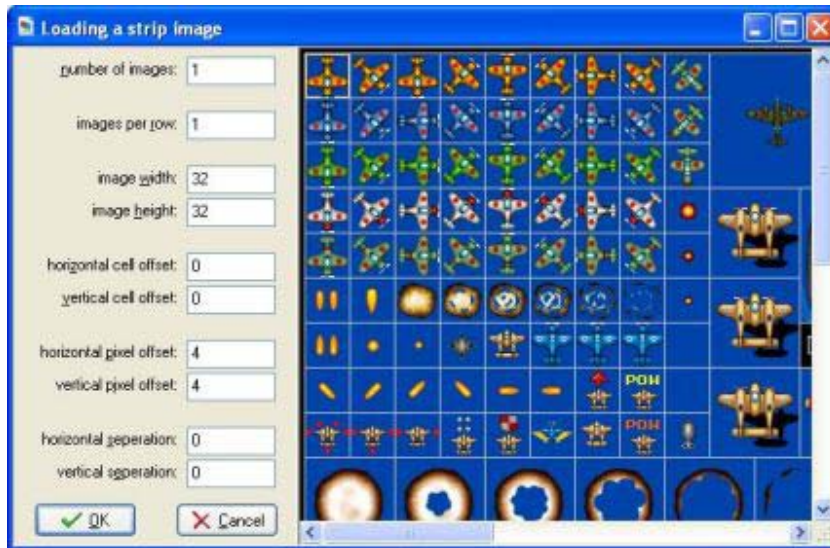 Loading a strip image
number of images: 1
images per row: 1
image width: 32
image height: 32
horizontal cell offset: 0
vertical cell offset: 0
horizontal pixel offset: 4
vertical pixel offset: 4
horizontal seperation: 0
vertical seperation: 0
OK
Cancel
POW
POW